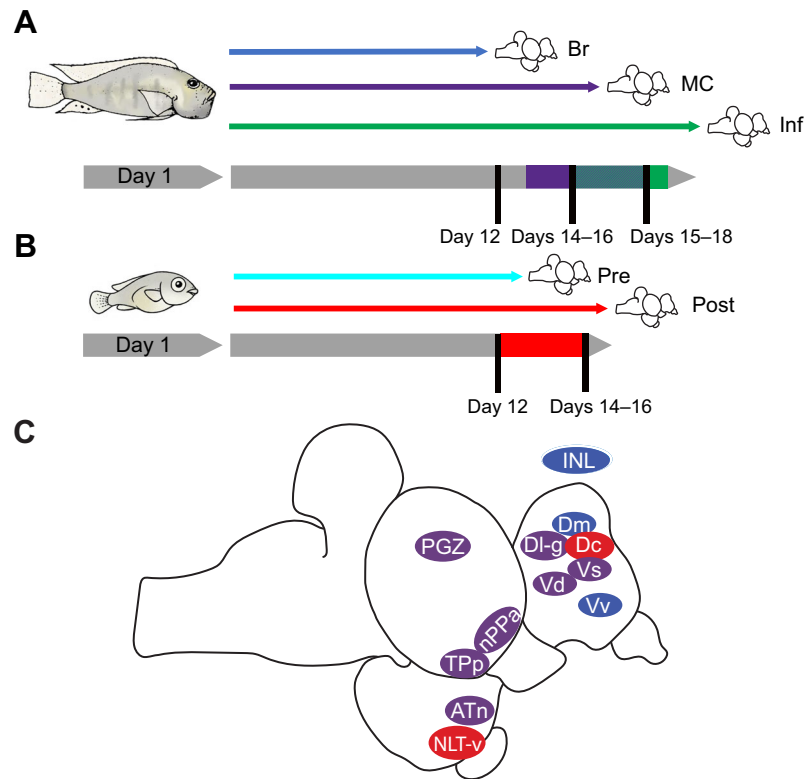 A
Br
MC
Inf
Day 1
Day 12 Days 14–16 Days 15–18
B
Pre
Post
Day 1
Day 12 Days 14–16
C
INL
Dm
PGZ Dl-g Dc
Vs
Vd
Vv
nPPa
TPp
ATn
NLT-v